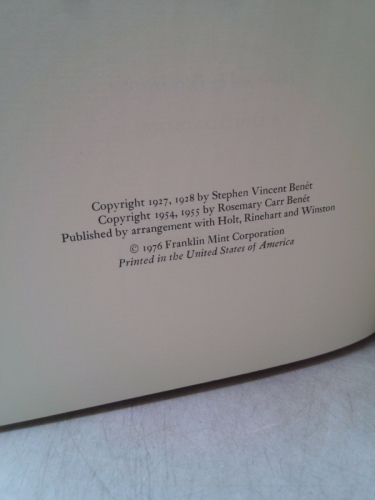 Copyright 1927, 1928 by Stephen Vincent Benét
Copyright 1954, 1955 by Rosemary Carr Benét
Published by arrangement with Holt, Rinehart and Winston
© 1976 Franklin Mint Corporation
Printed in the United States of America